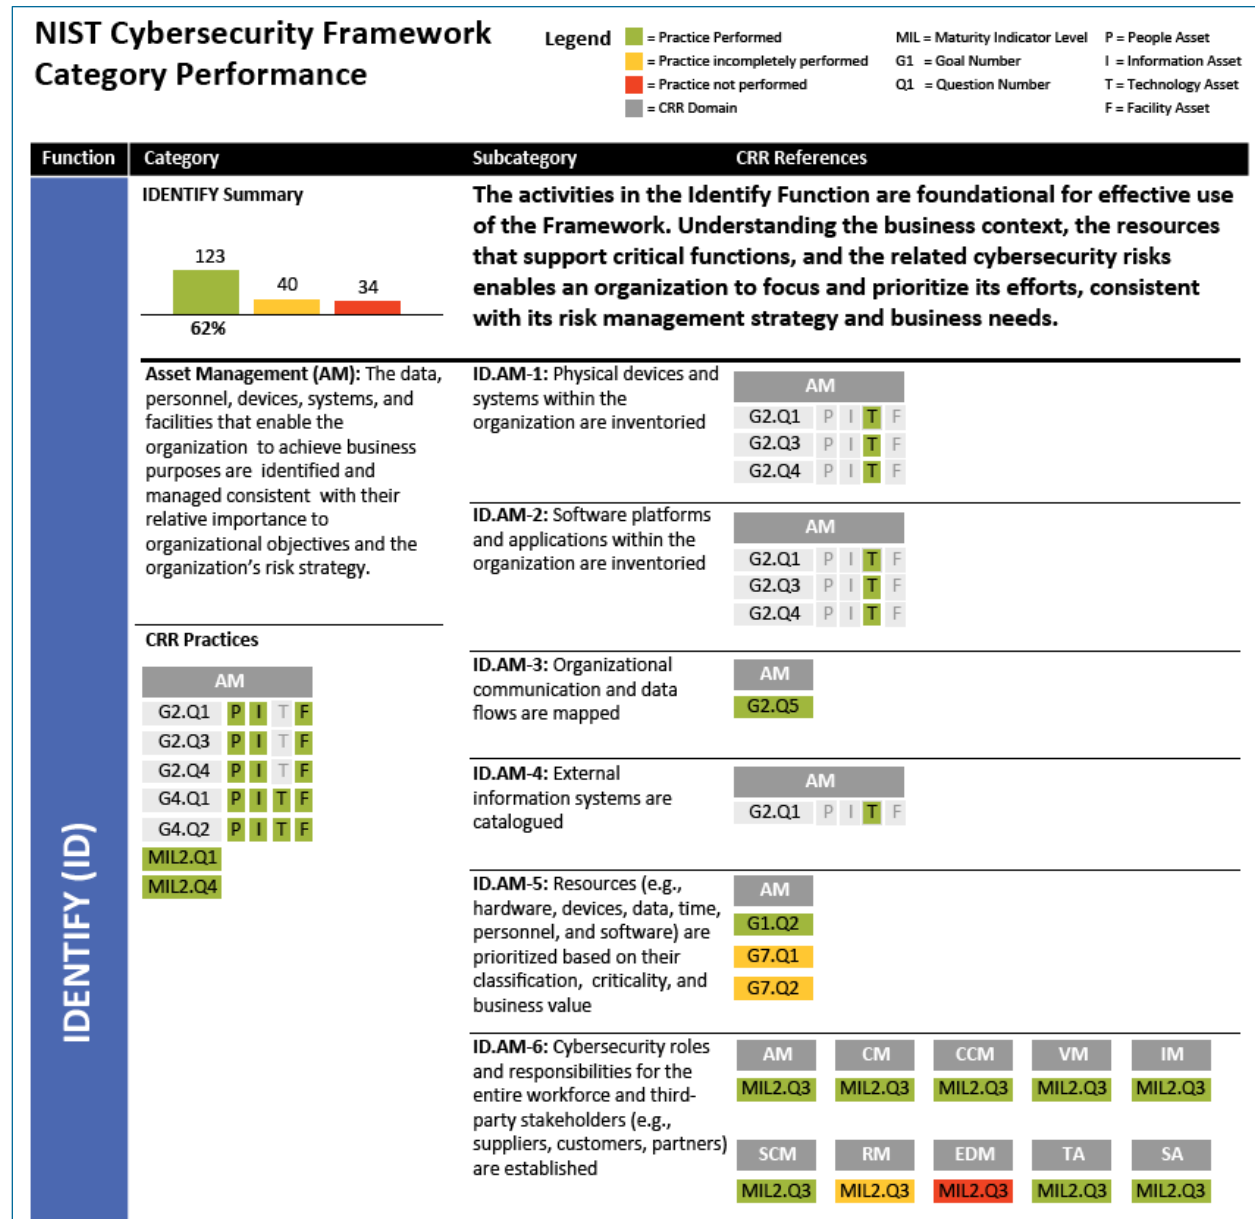 NIST Cybersecurity Framework
Category Performance
Legend
= Practice Performed
= Practice incompletely performed
= Practice not performed
= CRR Domain
MIL = Maturity Indicator Level
G1 = Goal Number
Q1 = Question Number
P = People Asset
I = Information Asset
T = Technology Asset
F = Facility Asset
Function Category Subcategory CRR References
IDENTIFY (ID)
IDENTIFY Summary
123
40
34
62%
The activities in the Identify Function are foundational for effective use
of the Framework. Understanding the business context, the resources
that support critical functions, and the related cybersecurity risks
enables an organization to focus and prioritize its efforts, consistent
with its risk management strategy and business needs.
Asset Management (AM): The data,
personnel, devices, systems, and
facilities that enable the
organization to achieve business
purposes are identified and
managed consistent with their
relative importance to
organizational objectives and the
organization's risk strategy.
CRR Practices
AM
G2.Q1 P I T F
G2.Q3 P I T F
G2.Q4 P I T F
G4.Q1 P I T F
G4.Q2 P I T F
MIL2.Q1
MIL2.Q4
ID.AM-1: Physical devices and
systems within the
organization are inventoried
AM
G2.Q1 P I T F
G2.Q3 P I T F
G2.Q4 P I T F
ID.AM-2: Software platforms
and applications within the
organization are inventoried
AM
G2.Q1 P I T F
G2.Q3 P I T F
G2.Q4 P I T F
ID.AM-3: Organizational
communication and data
flows are mapped
AM
G2.Q5
ID.AM-4: External
information systems are
catalogued
AM
G2.Q1 P I T F
ID.AM-5: Resources (e.g.,
hardware, devices, data, time,
personnel, and software) are
prioritized based on their
classification, criticality, and
business value
AM
G1.Q2
G7.Q1
G7.Q2
ID.AM-6: Cybersecurity roles
and responsibilities for the
entire workforce and third-
party stakeholders (e.g.,
suppliers, customers, partners)
are established
AM CM CCM VM IM
MIL2.Q3 MIL2.Q3 MIL2.Q3 MIL2.Q3 MIL2.Q3
SCM RM EDM TA SA
MIL2.Q3 MIL2.Q3 MIL2.Q3 MIL2.Q3 MIL2.Q3